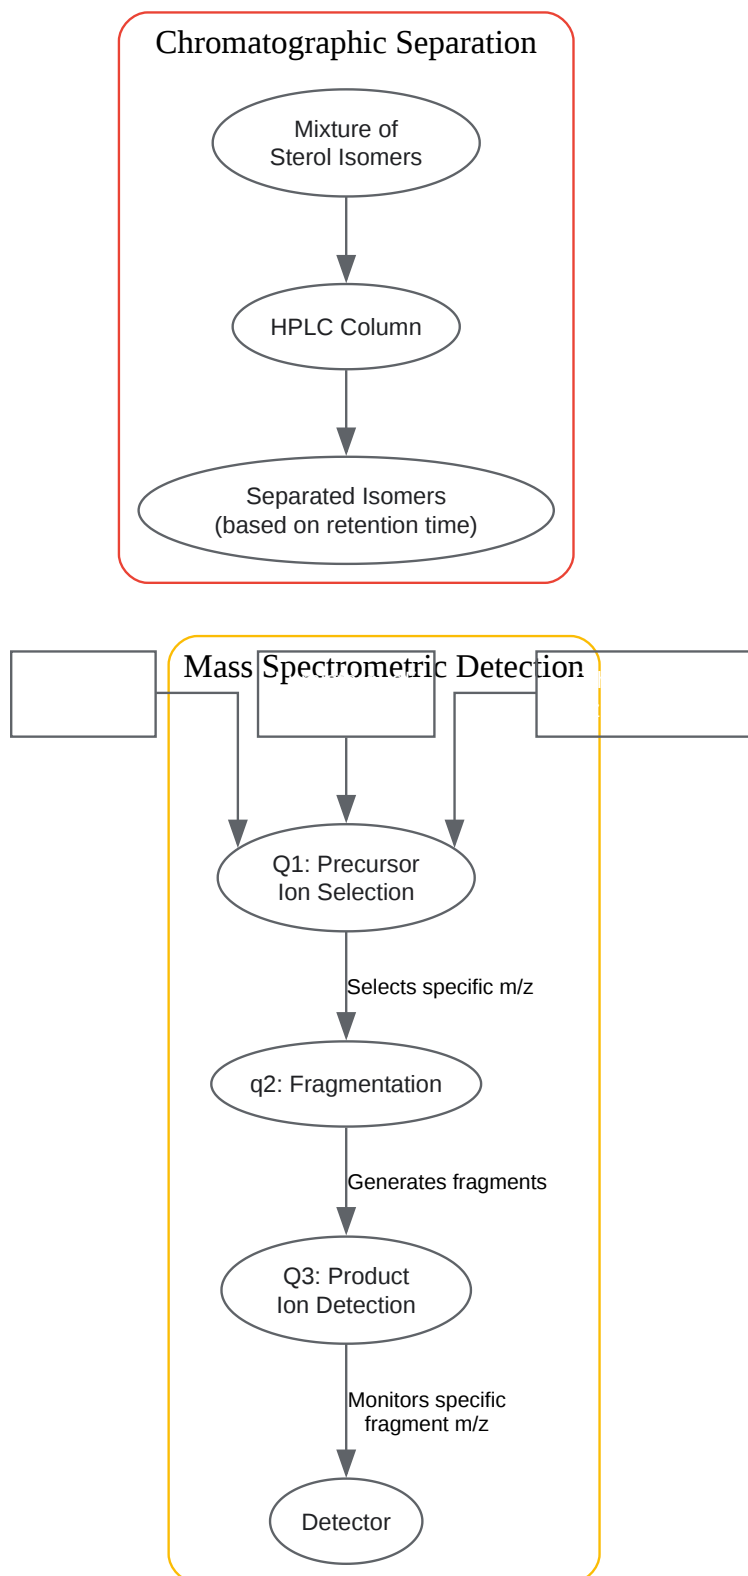 Chromatographic Separation
Mixture of
Sterol Isomers
HPLC Column
Separated Isomers
(based on retention time)
Mass Spectrometric Detection
Q1: Precursor
Ion Selection
Selects specific m/z
q2: Fragmentation
Generates fragments
Q3: Product
Ion Detection
Monitors specific
fragment m/z
Detector